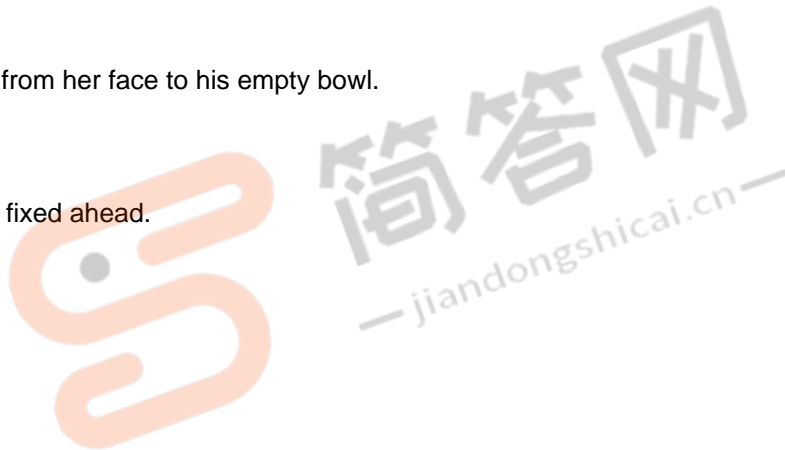 from her face to his empty bowl.
简答网
jiandongshicai.cn
fixed ahead.